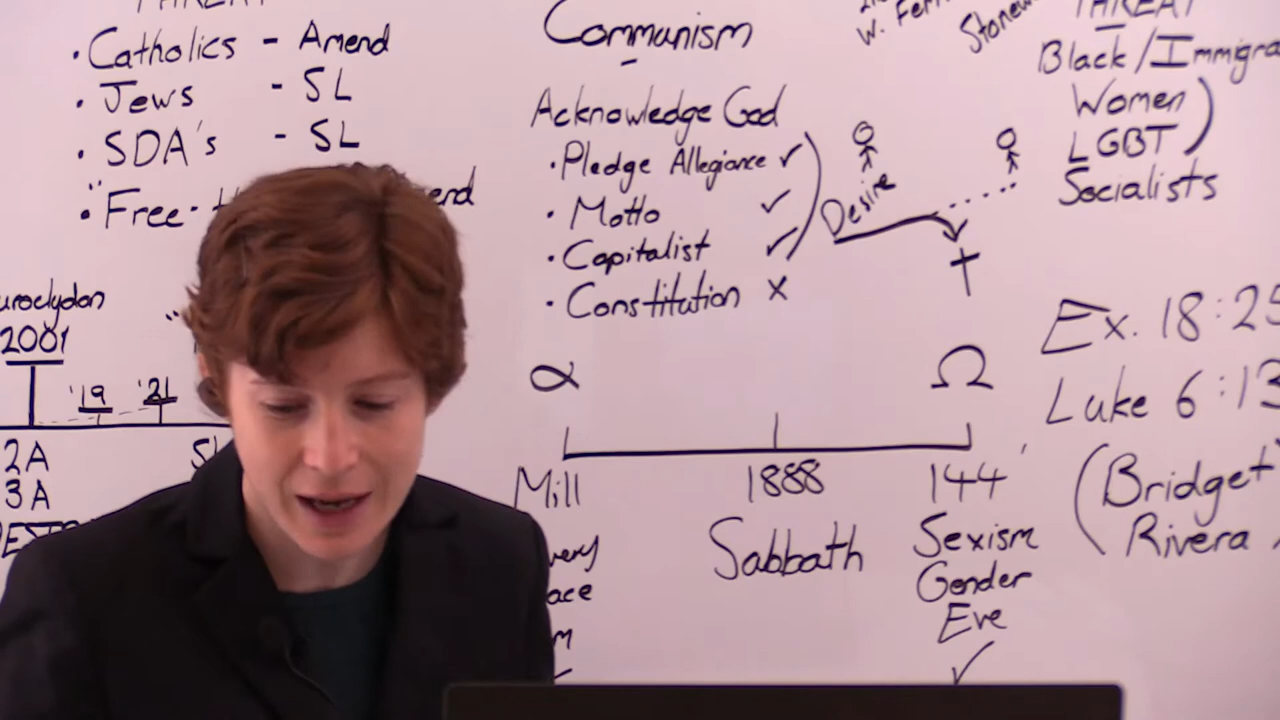 THREAT
· Catholics - Amend
· Jews - SL
· SDA's - SL
· "Free-
Communism
Acknowledge God
· Pledge Allegiance ✓
· Motto ✓
· Capitalist ✓
· Constitution x
Desire
W.
THREAT
Black/Immigra
Women
LGBT
Socialists
2001
'19 '21
2A
3A
α Ω
Mill 1888 144'
Sabbath
Sexism
Gender
Eve
✓
Ex. 18:25
Luke 6:13
(Bridget
Rivera